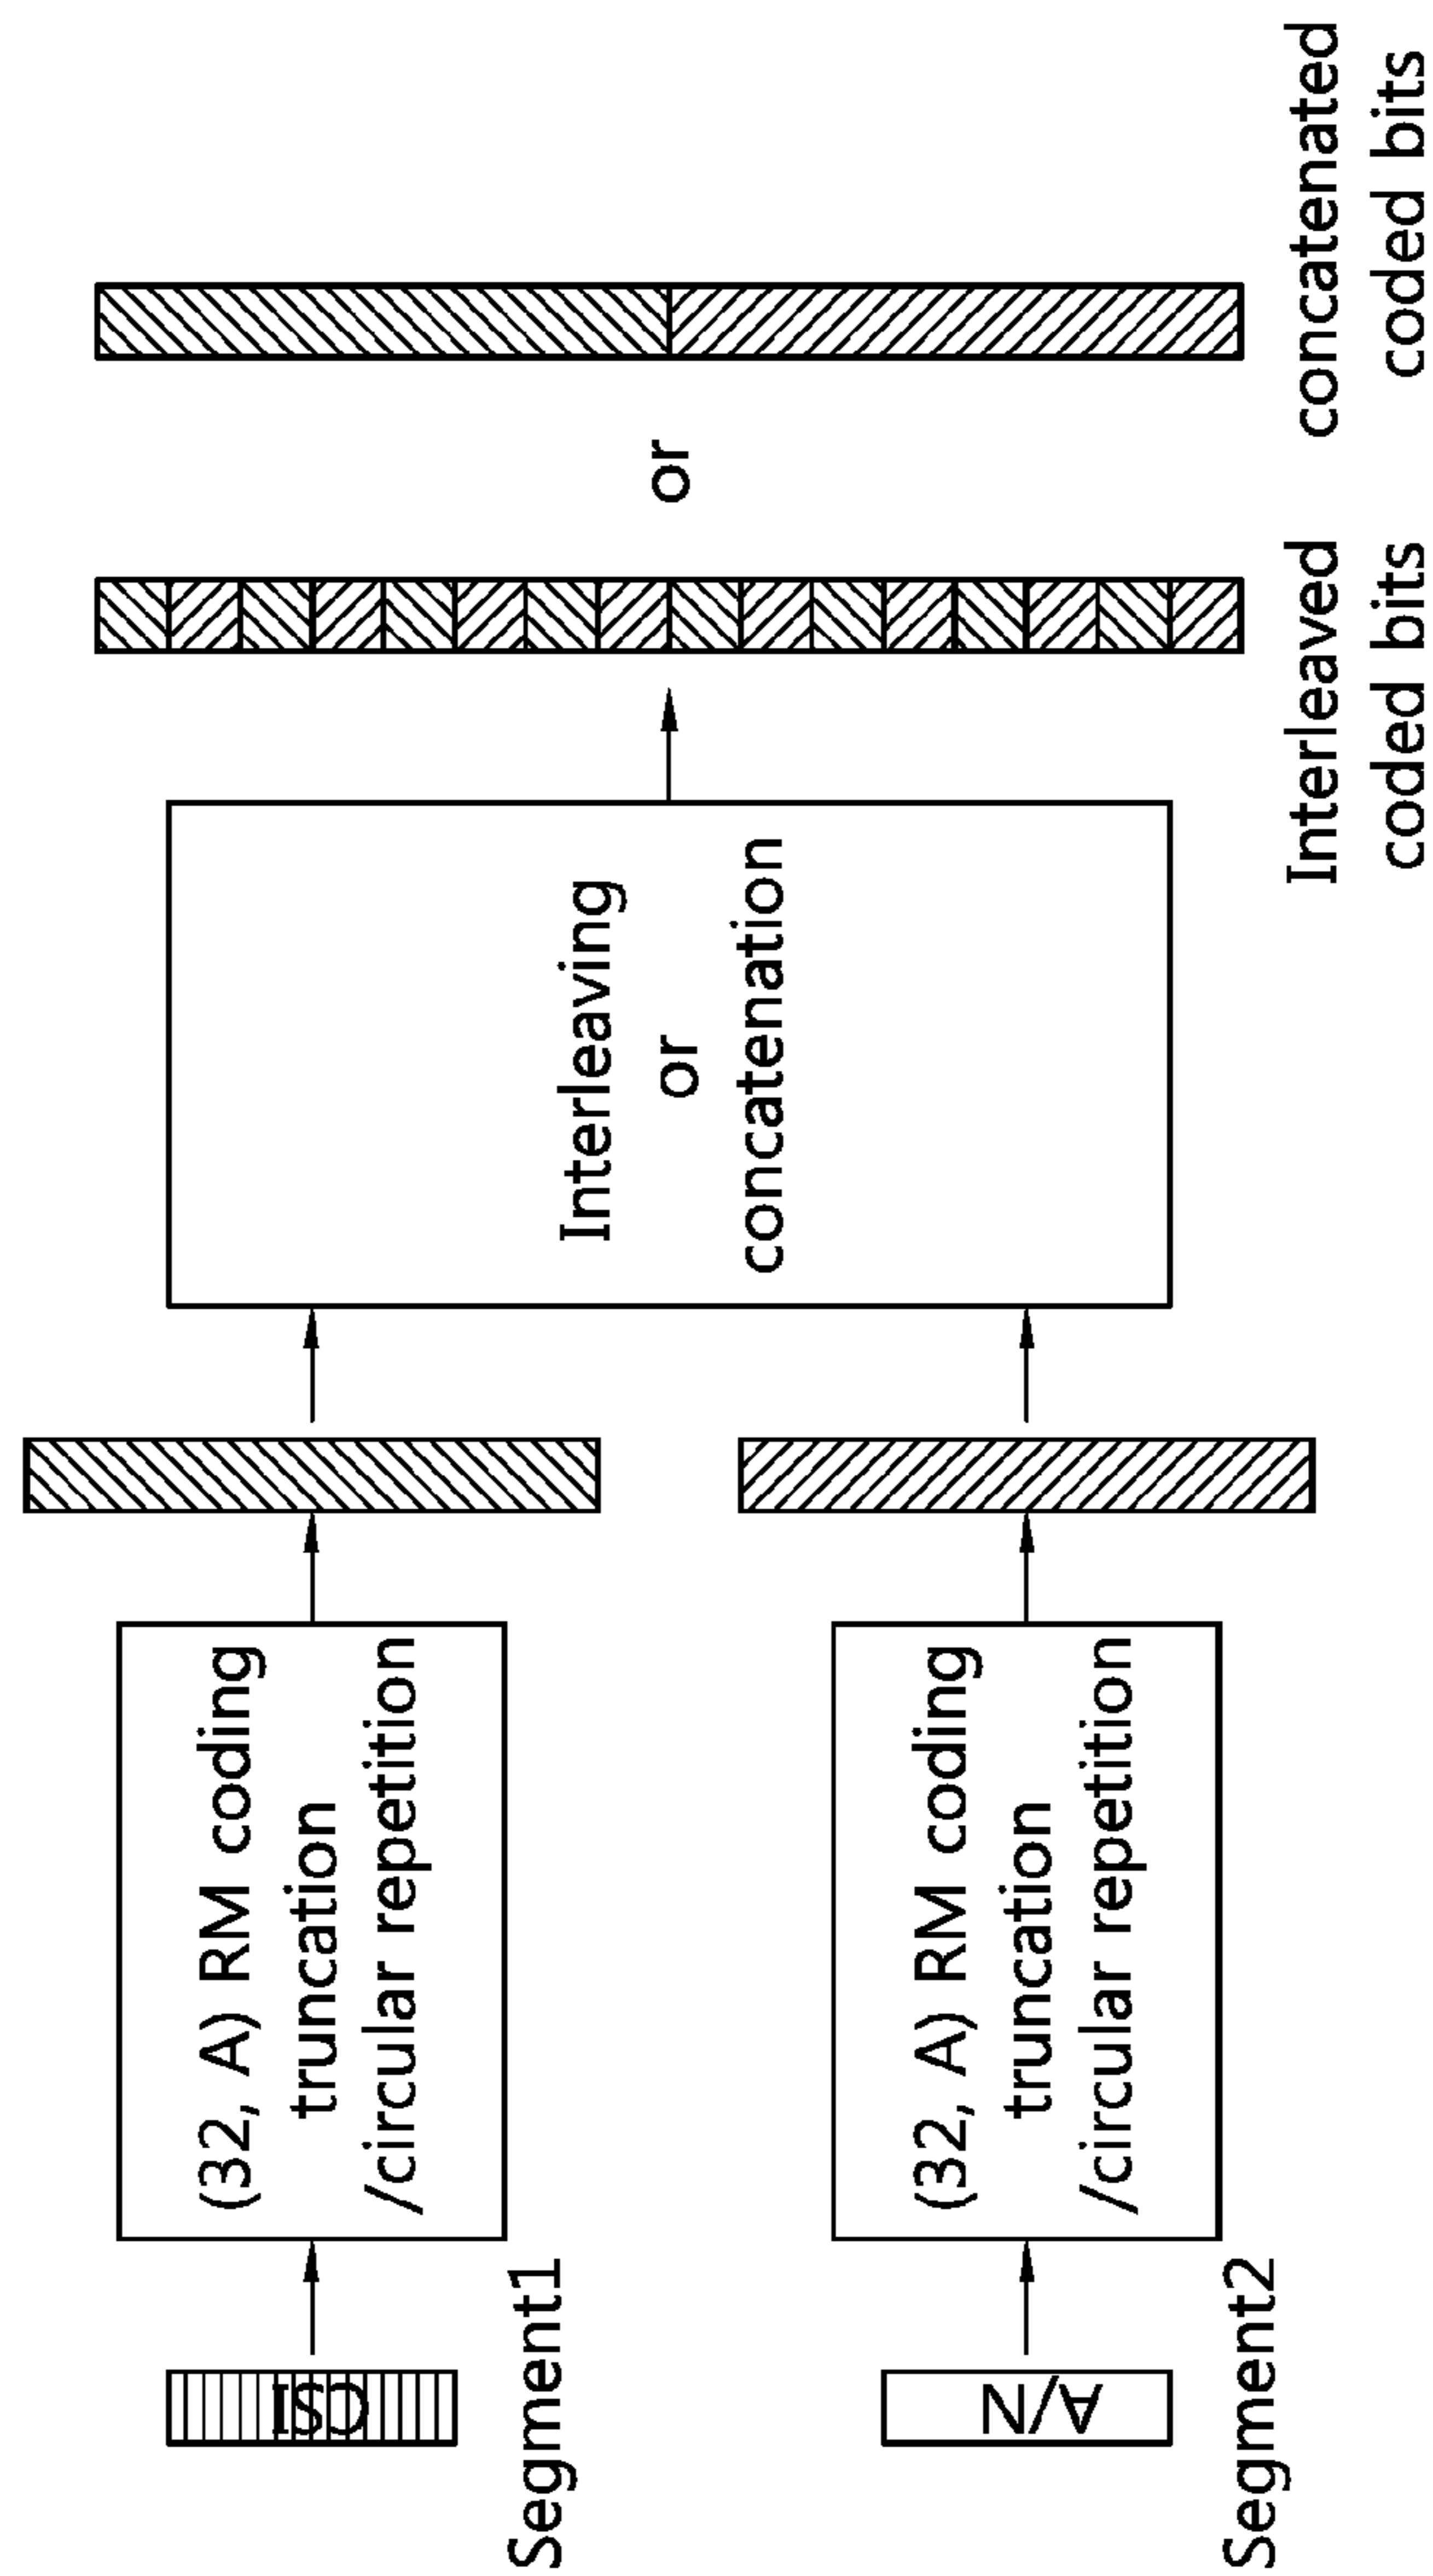 CSI
Segment1
(32, A) RM coding
truncation
/circular repetition
A/N
Segment2
(32, A) RM coding
truncation
/circular repetition
Interleaving
or
concatenation
or
Interleaved
coded bits
concatenated
coded bits